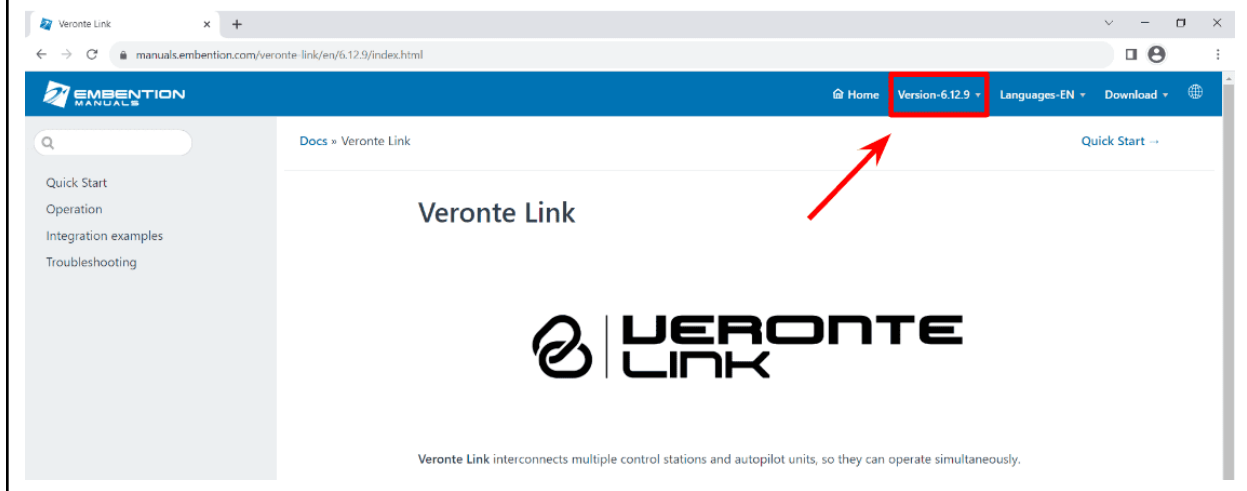 Veronte Link
manuals.embention.com/veronte-link/en/6.12.9/index.html
EMBENTION
MANUALS
Home Version-6.12.9 Languages-EN Download
Docs » Veronte Link Quick Start →
Quick Start
Operation
Integration examples
Troubleshooting
Veronte Link
VERONTE
LINK
Veronte Link interconnects multiple control stations and autopilot units, so they can operate simultaneously.